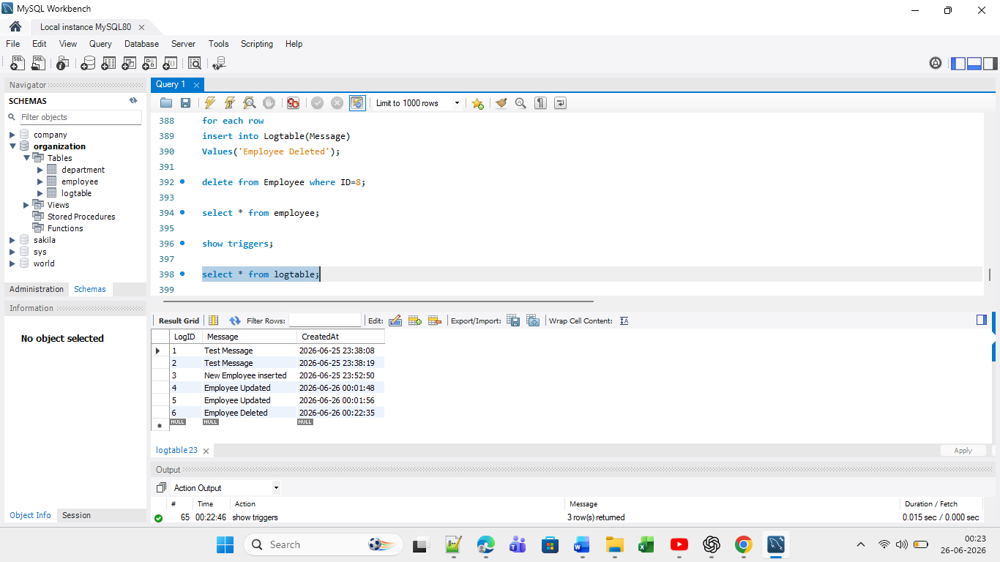 MySQL Workbench
Local instance MySQL80
File Edit View Query Database Server Tools Scripting Help
Navigator
SCHEMAS
Filter objects
company
organization
Tables
department
employee
logtable
Views
Stored Procedures
Functions
sakila
sys
world
Administration Schemas
Information
No object selected
Object Info Session
Query 1
Limit to 1000 rows
388 for each row
389 insert into Logtable(Message)
390 Values('Employee Deleted');
391
392 delete from Employee where ID=8;
393
394 select * from employee;
395
396 show triggers;
397
398 select * from logtable;
399
Result Grid Filter Rows: Edit: Export/Import: Wrap Cell Content:
LogID Message CreatedAt
1 Test Message 2026-06-25 23:38:08
2 Test Message 2026-06-25 23:38:19
3 New Employee inserted 2026-06-25 23:52:50
4 Employee Updated 2026-06-26 00:01:48
5 Employee Updated 2026-06-26 00:01:56
6 Employee Deleted 2026-06-26 00:22:35
NULL NULL NULL
logtable 23
Apply
Output
Action Output
# Time Action Message Duration / Fetch
65 00:22:46 show triggers 3 row(s) returned 0.015 sec / 0.000 sec
Search
00:23
26-06-2026